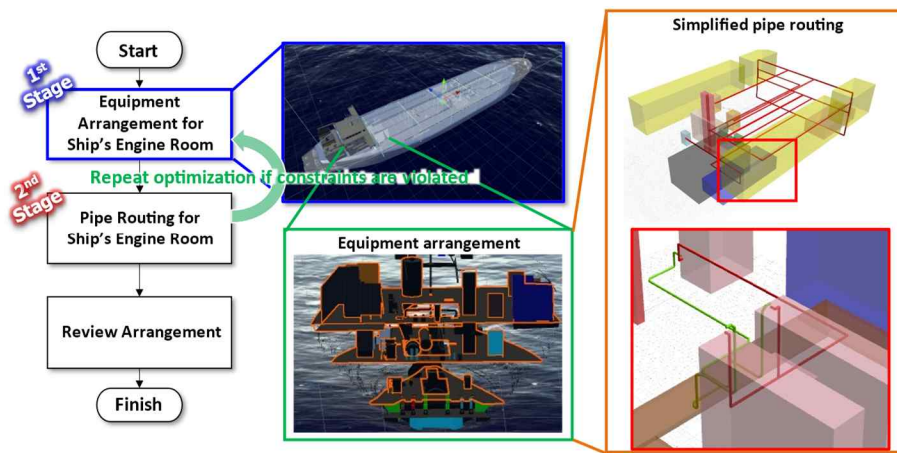 Start
1st
Stage
Equipment
Arrangement for
Ship's Engine Room
Repeat optimization if constraints are violated
2nd
Stage
Pipe Routing for
Ship's Engine Room
Review Arrangement
Finish
Equipment arrangement
Simplified pipe routing